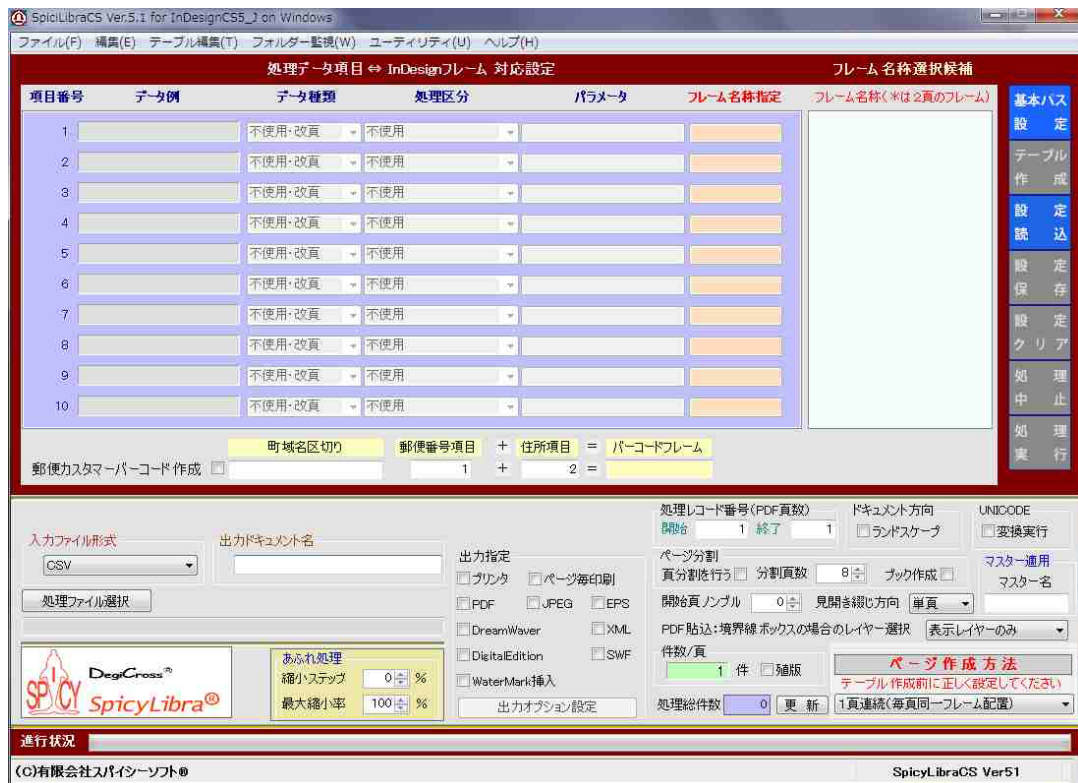 SpiciLibraCS Ver.5.1 for InDesignCS5_J on Windows
ファイル(F) 編集(E) テーブル編集(T) フォルダー監視(W) ユーティリティ(U) ヘルプ(H)
処理データ項目 ⇔ InDesignフレーム 対応設定 フレーム名称選択候補
項目番号 データ例 データ種類 処理区分 パラメータ フレーム名称指定 フレーム名称(*は2頁のフレーム)
1 不使用・改頁 不使用
2 不使用・改頁 不使用
3 不使用・改頁 不使用
4 不使用・改頁 不使用
5 不使用・改頁 不使用
6 不使用・改頁 不使用
7 不使用・改頁 不使用
8 不使用・改頁 不使用
9 不使用・改頁 不使用
10 不使用・改頁 不使用
基本パス
設 定
テーブル
作 成
設 定
読 込
設 定
保 存
設 定
クリア
処 理
中 止
処 理
実 行
町域名区切り 郵便番号項目 + 住所項目 = バーコードフレーム
郵便カスタマーバーコード作成 1 + 2 =
入力ファイル形式
CSV
処理ファイル選択
出力ドキュメント名
DegiCross®
SPICY SpicyLibra®
あふれ処理
縮小ステップ 0 %
最大縮小率 100 %
出力指定
プリンタ ページ毎印刷
PDF JPEG EPS
DreamWaver XML
DigitalEdition SWF
WaterMark挿入
出力オプション設定
処理レコード番号(PDF頁数)
開始 1 終了 1
ドキュメント方向
ランドスケープ
UNICODE
変換実行
ページ分割
頁分割を行う 分割頁数 8 ブック作成
マスター適用
マスター名
開始頁ノンブル 0 見開き綴じ方向 単頁
PDF貼込:境界線ボックスの場合のレイヤー選択 表示レイヤーのみ
件数/頁
1 件 殖版
処理総件数 0 更 新
ページ作成方法
テーブル作成前に正しく設定してください
1頁連続(毎頁同一フレーム配置)
進行状況
(C)有限会社スパイシーソフト® SpicyLibraCS Ver51